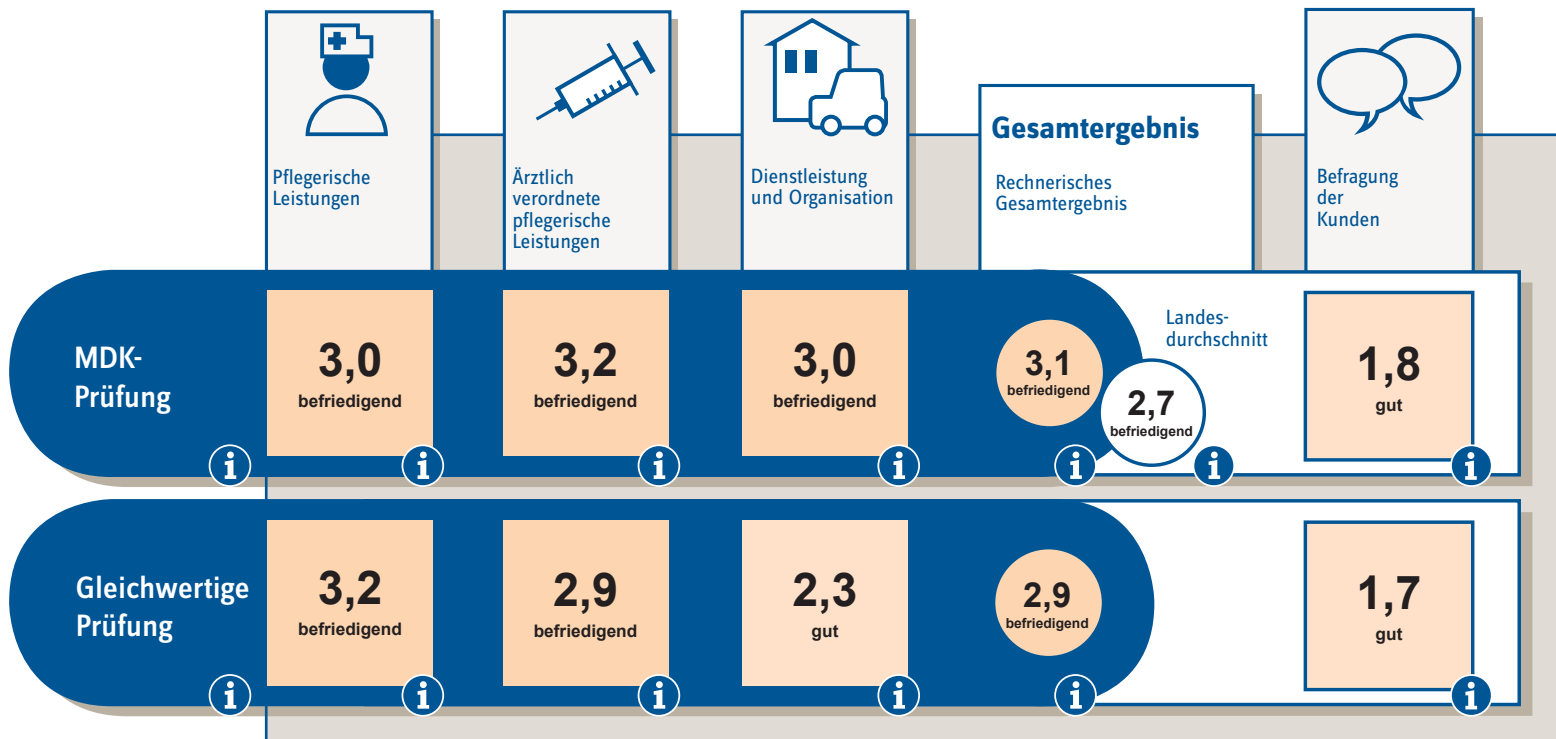 Pflegerische
Leistungen
Ärztlich
verordnete
pflegerische
Leistungen
Dienstleistung
und Organisation
Gesamtergebnis
Rechnerisches
Gesamtergebnis
Befragung
der
Kunden
MDK-
Prüfung
3,0
befriedigend
3,2
befriedigend
3,0
befriedigend
3,1
befriedigend
Landes-
durchschnitt
2,7
befriedigend
1,8
gut
i
i
i
i
i
i
i
Gleichwertige
Prüfung
3,2
befriedigend
2,9
befriedigend
2,3
gut
2,9
befriedigend
1,7
gut
i
i
i
i
i
i